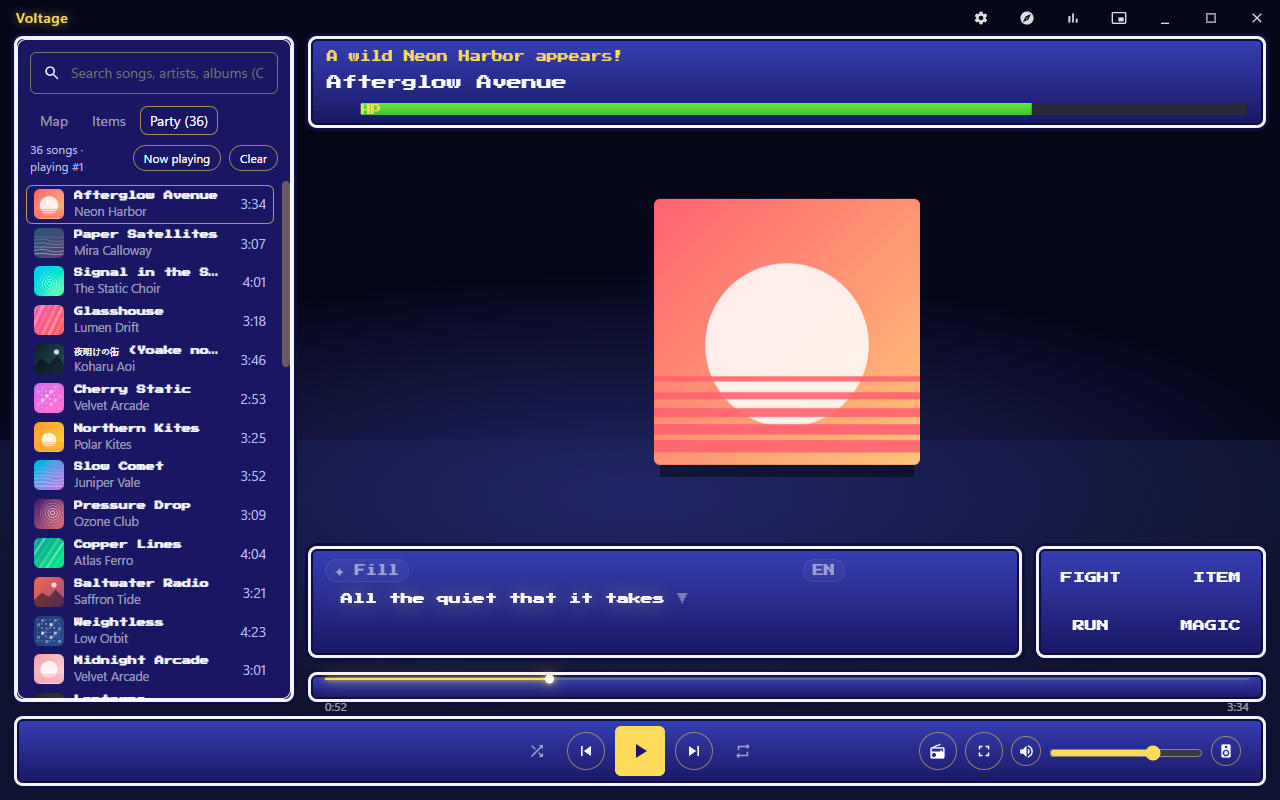 Voltage
Search songs, artists, albums (C
Map Items Party (36)
36 songs ·
playing #1
Now playing Clear
Afterglow Avenue
Neon Harbor
3:34
Paper Satellites
Mira Calloway
3:07
Signal in the S…
The Static Choir
4:01
Glasshouse
Lumen Drift
3:18
夜明けの街 (Yoake no…
Koharu Aoi
3:46
Cherry Static
Velvet Arcade
2:53
Northern Kites
Polar Kites
3:25
Slow Comet
Juniper Vale
3:52
Pressure Drop
Ozone Club
3:09
Copper Lines
Atlas Ferro
4:04
Saltwater Radio
Saffron Tide
3:21
Weightless
Low Orbit
4:23
Midnight Arcade
Velvet Arcade
3:01
A wild Neon Harbor appears!
Afterglow Avenue
HP
Fill EN
All the quiet that it takes
FIGHT ITEM
RUN MAGIC
0:52 3:34